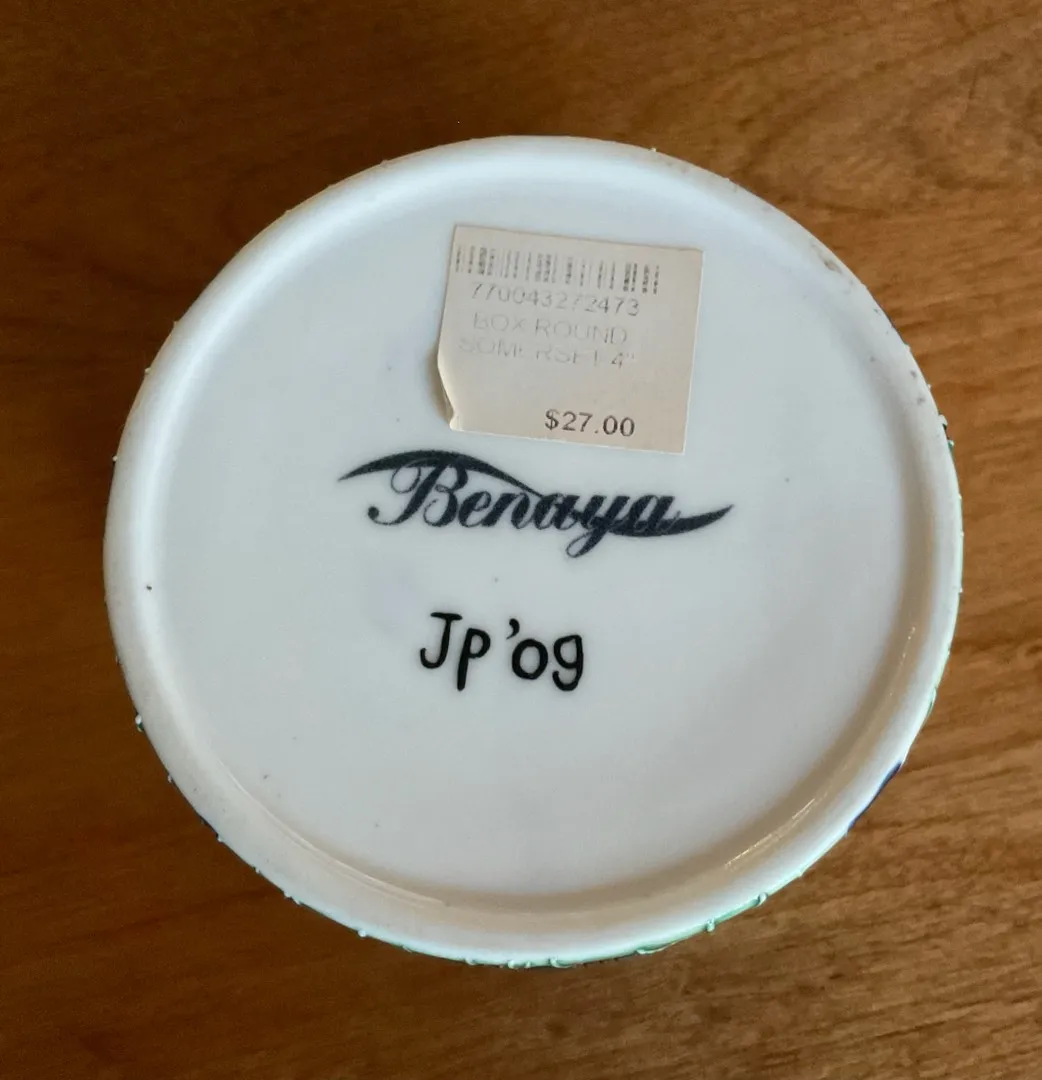 770043272473
BOX ROUND
SOMERSET 4"
$27.00
Benaya
JP '09